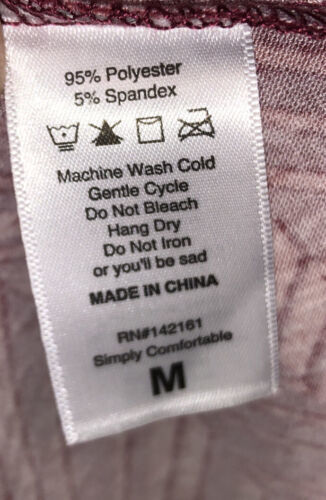 95% Polyester
5% Spandex
Machine Wash Cold
Gentle Cycle
Do Not Bleach
Hang Dry
Do Not Iron
or you'll be sad
MADE IN CHINA
RN#142161
Simply Comfortable
M